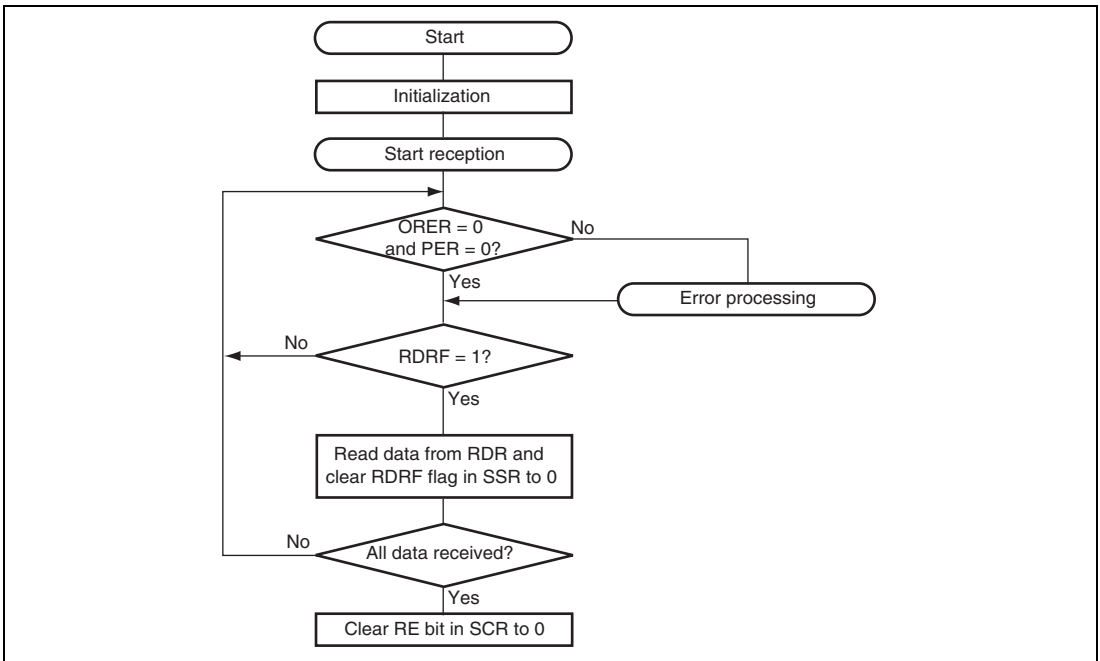 Start
Initialization
Start reception
ORER = 0
and PER = 0?
No
Yes
Error processing
No
RDRF = 1?
Yes
Read data from RDR and
clear RDRF flag in SSR to 0
No
All data received?
Yes
Clear RE bit in SCR to 0